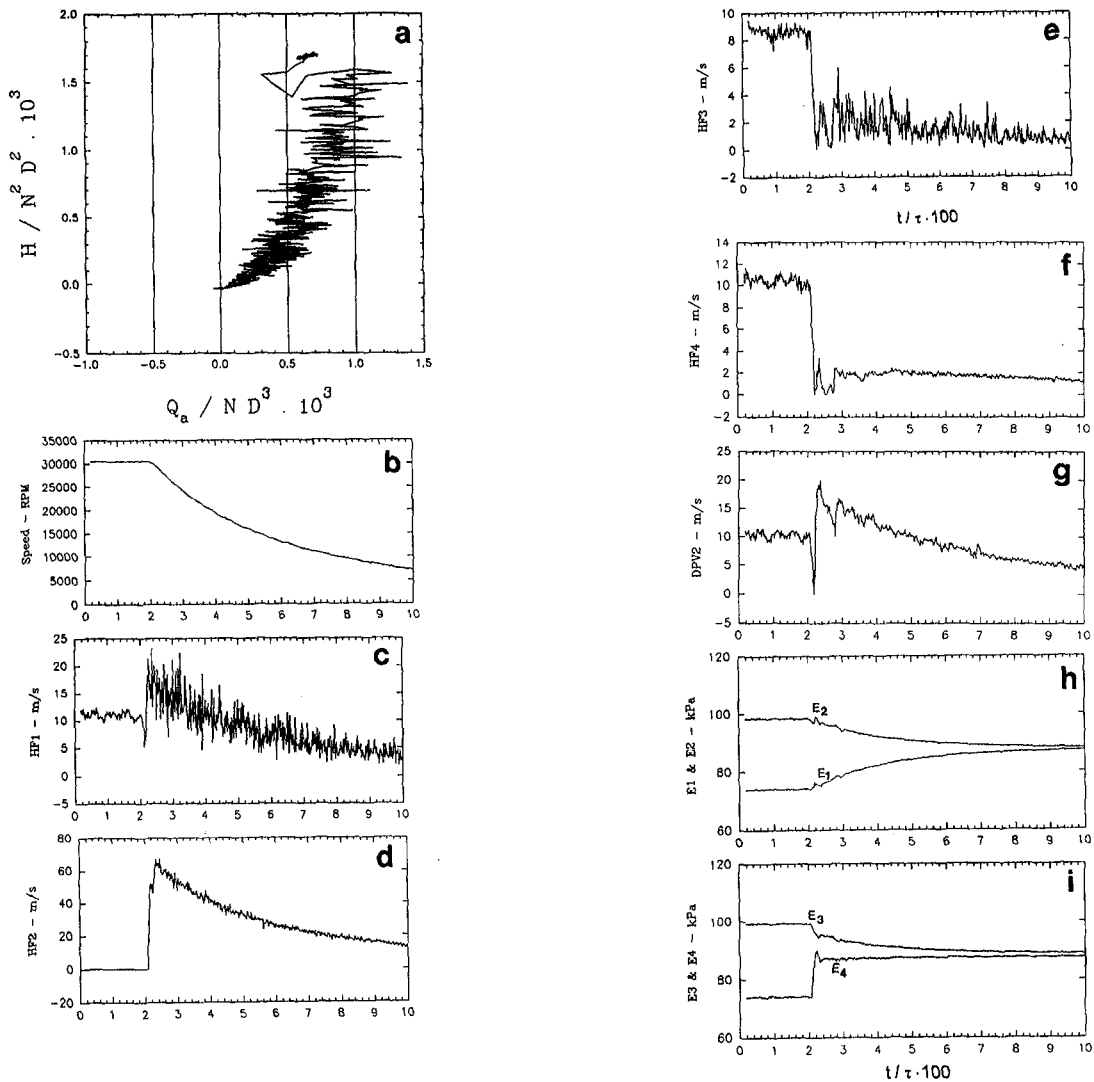 a
2.0
1.5
1.0
0.5
0.0
-0.5
-1.0 -0.5 0.0 0.5 1.0 1.5
H / N² D² . 10³
Qₐ / N D³ . 10³
b
35000
30000
25000
20000
15000
10000
5000
0
0 1 2 3 4 5 6 7 8 9 10
Speed - RPM
c
25
20
15
10
5
0
-5
0 1 2 3 4 5 6 7 8 9 10
HF1 - m/s
d
80
60
40
20
0
-20
0 1 2 3 4 5 6 7 8 9 10
HF2 - m/s
e
10
8
6
4
2
0
-2
0 1 2 3 4 5 6 7 8 9 10
HF3 - m/s
t/τ·100
f
14
12
10
8
6
4
2
0
-2
0 1 2 3 4 5 6 7 8 9 10
HF4 - m/s
g
25
20
15
10
5
0
-5
0 1 2 3 4 5 6 7 8 9 10
DPV2 - m/s
h
120
100
80
60
E₂
E₁
0 1 2 3 4 5 6 7 8 9 10
E1 & E2 - kPa
i
120
100
80
60
E₃
E₄
0 1 2 3 4 5 6 7 8 9 10
E3 & E4 - kPa
t/τ·100